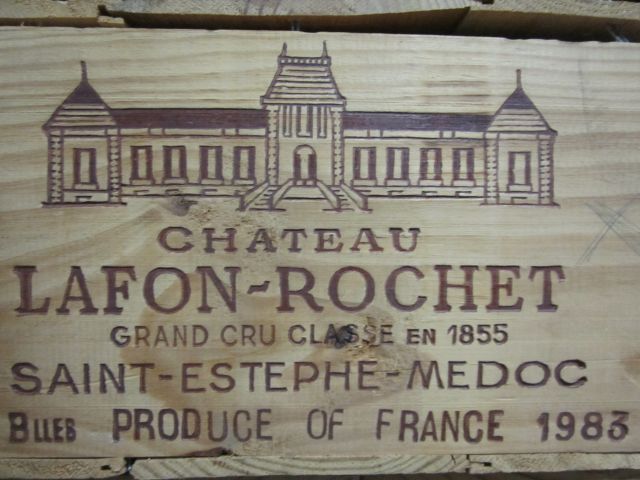 CHATEAU
LAFON-ROCHET
GRAND CRU CLASSE EN 1855
SAINT-ESTEPHE-MEDOC
PRODUCE OF FRANCE 1983